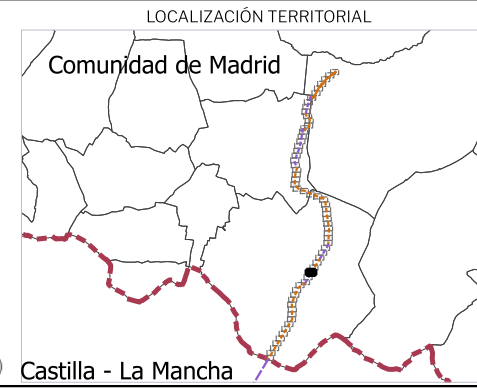 LOCALIZACIÓN TERRITORIAL
Comunidad de Madrid
Castilla - La Mancha